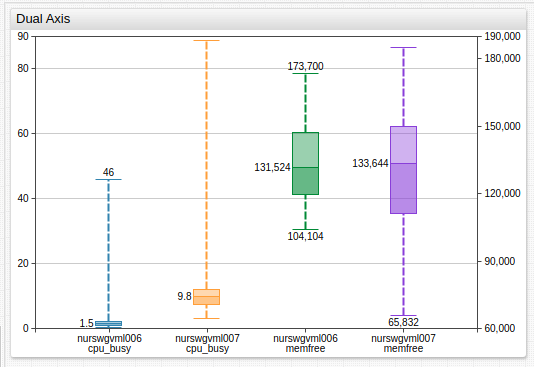 Dual Axis
90
190,000
180,000
80
173,700
150,000
60
131,524
133,644
46
40
120,000
104,104
20
90,000
9.8
1.5
65,832
0
60,000
nurswgvml006
cpu_busy
nurswgvml007
cpu_busy
nurswgvml006
memfree
nurswgvml007
memfree